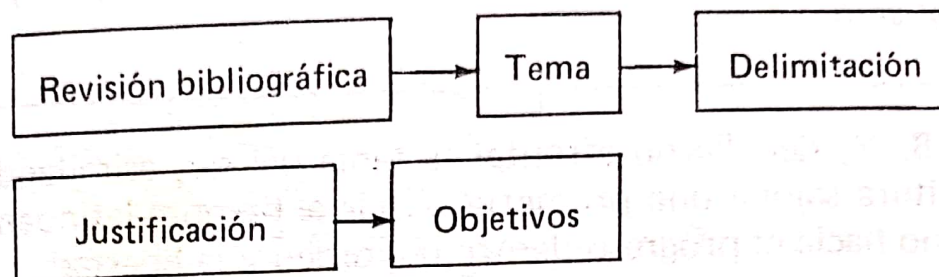 Revisión bibliográfica
Tema
Delimitación
Justificación
Objetivos